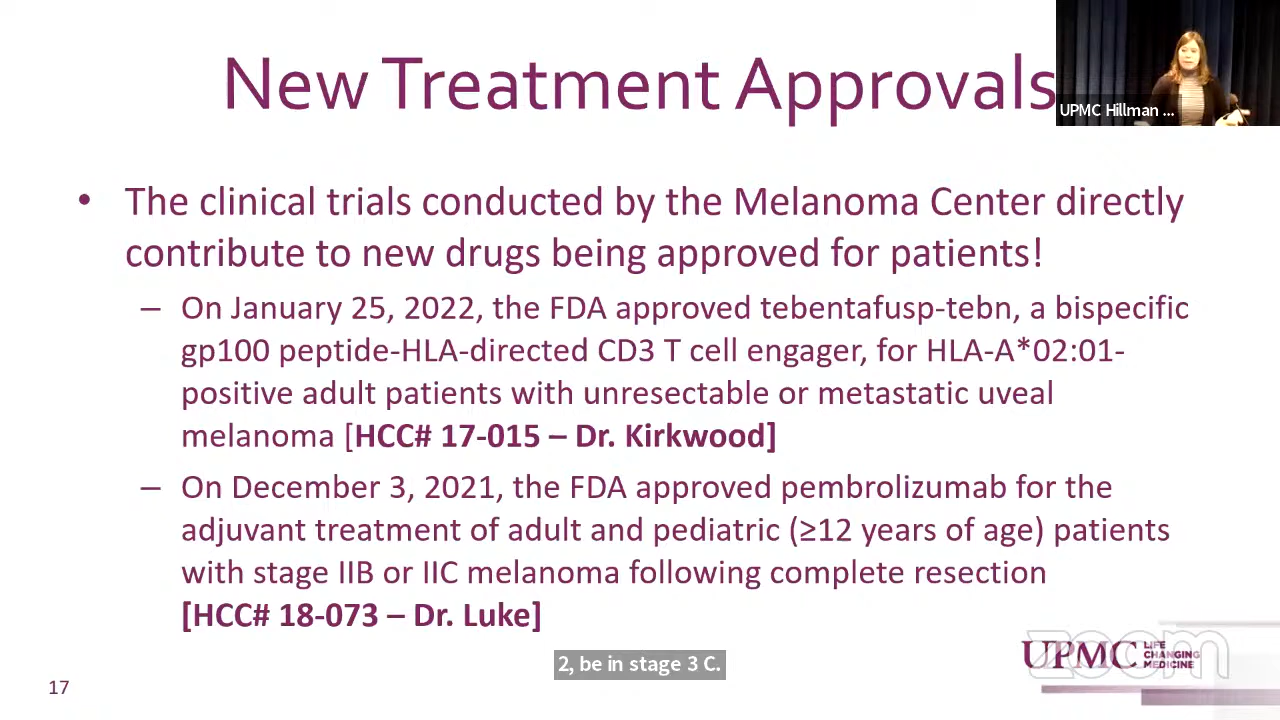 New Treatment Approvals
UPMC Hillman ...
• The clinical trials conducted by the Melanoma Center directly
contribute to new drugs being approved for patients!
– On January 25, 2022, the FDA approved tebentafusp-tebn, a bispecific
gp100 peptide-HLA-directed CD3 T cell engager, for HLA-A*02:01-
positive adult patients with unresectable or metastatic uveal
melanoma [HCC# 17-015 – Dr. Kirkwood]
– On December 3, 2021, the FDA approved pembrolizumab for the
adjuvant treatment of adult and pediatric (≥12 years of age) patients
with stage IIB or IIC melanoma following complete resection
[HCC# 18-073 – Dr. Luke]
2, be in stage 3 C.
UPMC LIFE
CHANGING
MEDICINE
zoom
17